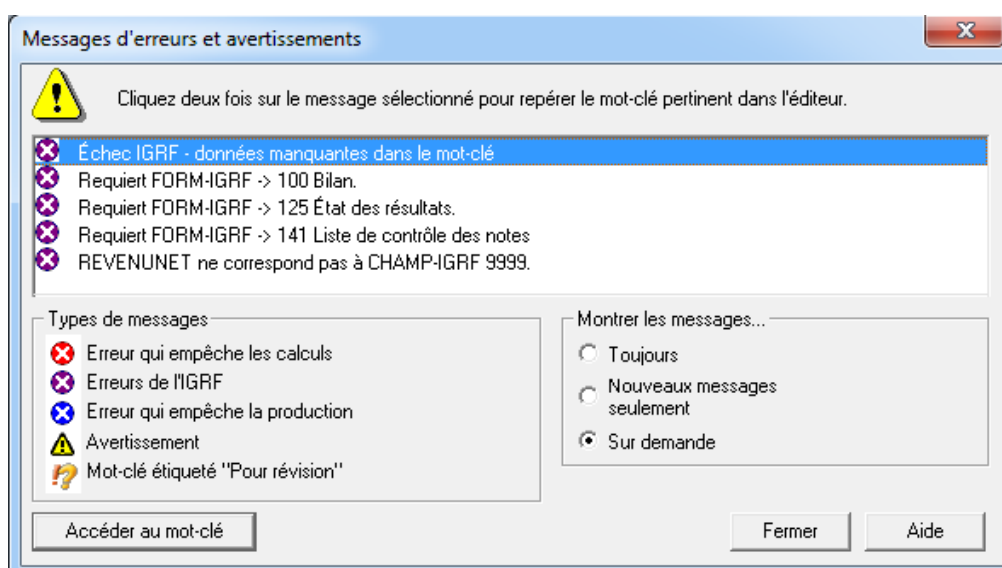 Messages d'erreurs et avertissements
Cliquez deux fois sur le message sélectionné pour repérer le mot-clé pertinent dans l'éditeur.
Échec IGRF - données manquantes dans le mot-clé
Requiert FORM-IGRF -> 100 Bilan.
Requiert FORM-IGRF -> 125 État des résultats.
Requiert FORM-IGRF -> 141 Liste de contrôle des notes
REVENUNET ne correspond pas à CHAMP-IGRF 9999.
Types de messages
Erreur qui empêche les calculs
Erreurs de l'IGRF
Erreur qui empêche la production
Avertissement
Mot-clé étiqueté "Pour révision"
Montrer les messages...
Toujours
Nouveaux messages
seulement
Sur demande
Accéder au mot-clé
Fermer
Aide